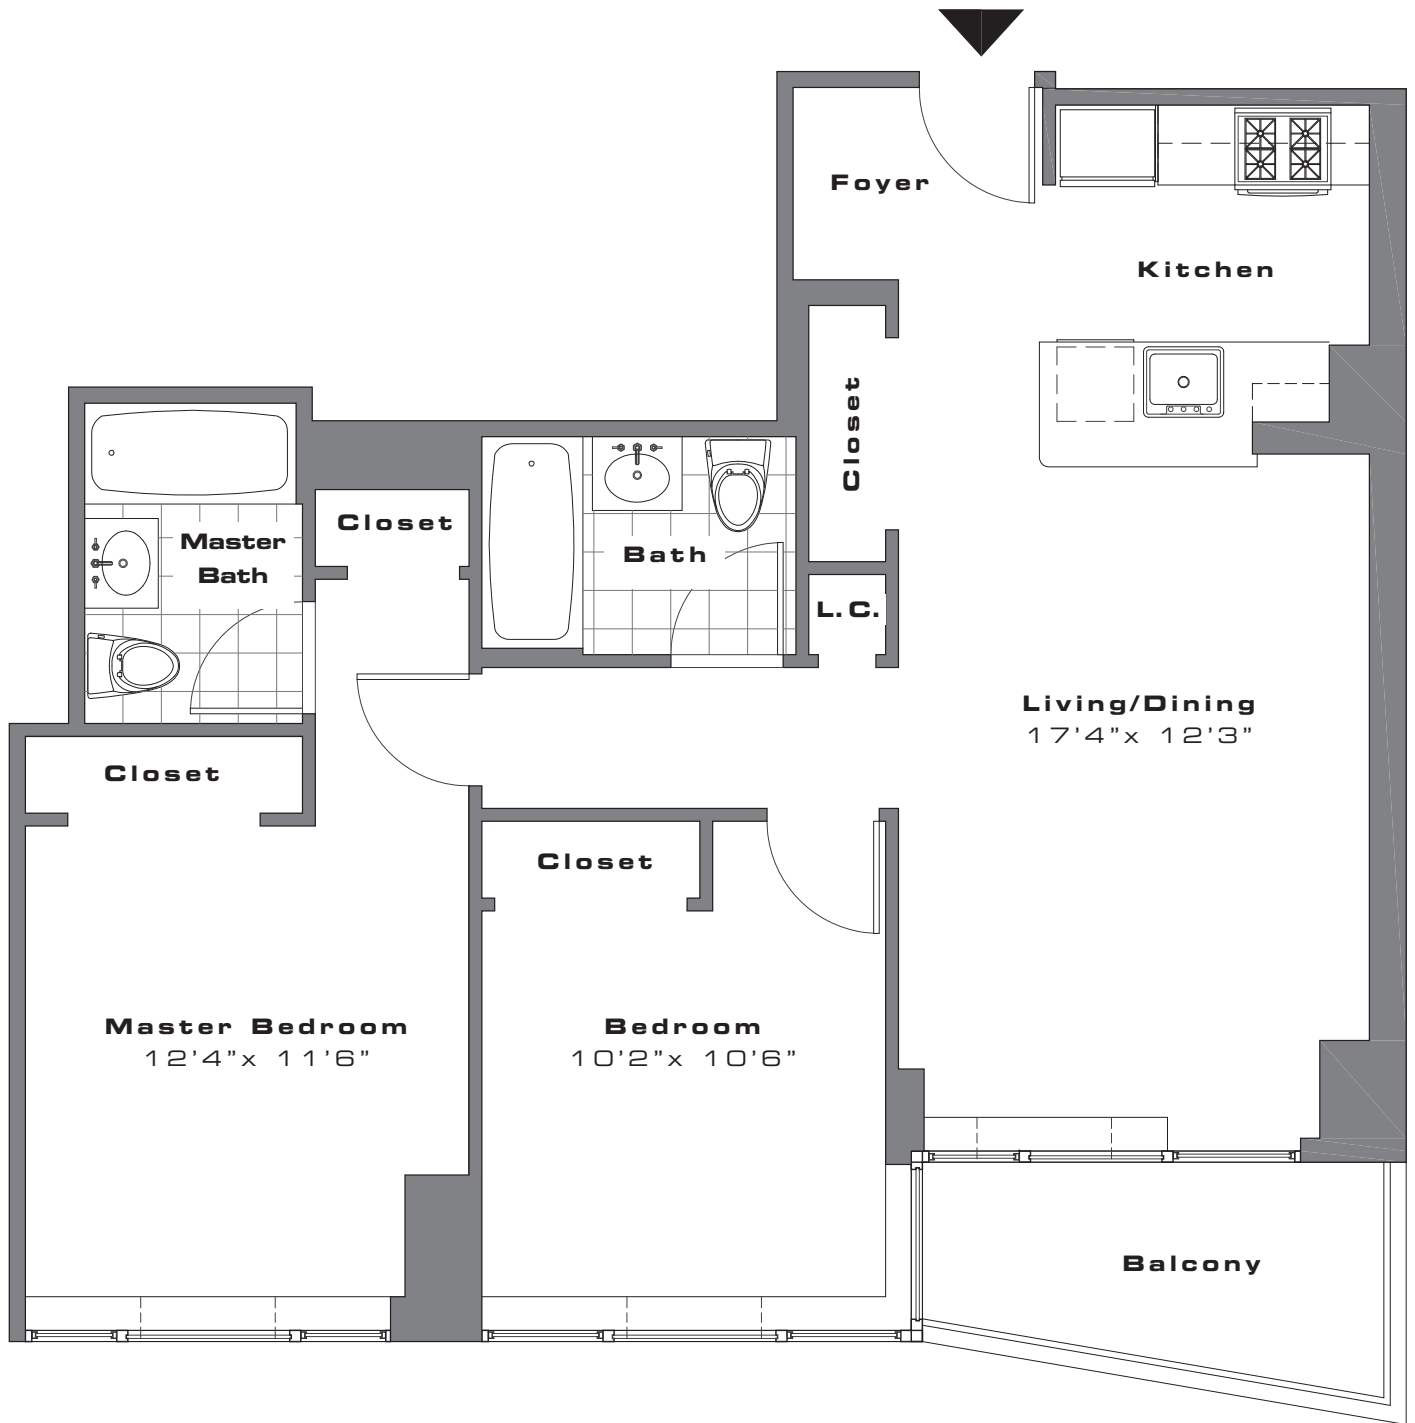 Foyer
Kitchen
Closet
Closet
Master
Bath
Bath
L.C.
Living/Dining
17'4"x 12'3"
Closet
Closet
Master Bedroom
12'4"x 11'6"
Bedroom
10'2"x 10'6"
Balcony